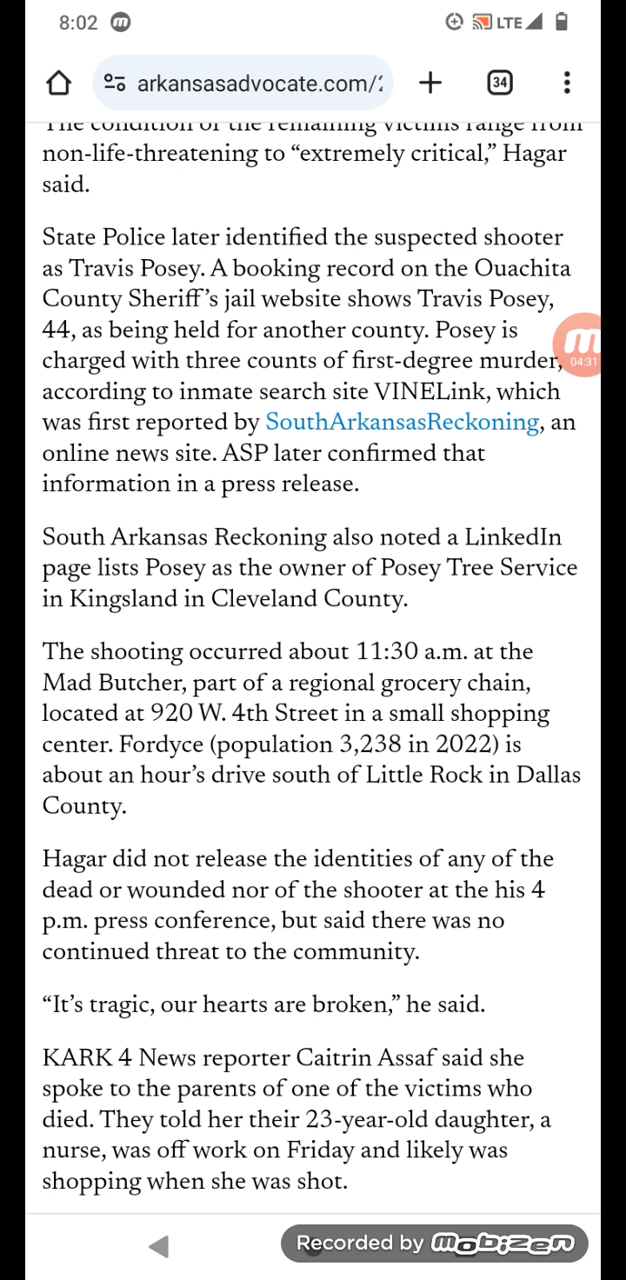 8:02 m LTE
arkansasadvocate.com/2 34
The condition of the remaining victims range from
non-life-threatening to “extremely critical,” Hagar
said.
State Police later identified the suspected shooter
as Travis Posey. A booking record on the Ouachita
County Sheriff’s jail website shows Travis Posey,
44, as being held for another county. Posey is
charged with three counts of first-degree murder,
m
04:31
according to inmate search site VINELink, which
was first reported by SouthArkansasReckoning, an
online news site. ASP later confirmed that
information in a press release.
South Arkansas Reckoning also noted a LinkedIn
page lists Posey as the owner of Posey Tree Service
in Kingsland in Cleveland County.
The shooting occurred about 11:30 a.m. at the
Mad Butcher, part of a regional grocery chain,
located at 920 W. 4th Street in a small shopping
center. Fordyce (population 3,238 in 2022) is
about an hour’s drive south of Little Rock in Dallas
County.
Hagar did not release the identities of any of the
dead or wounded nor of the shooter at the his 4
p.m. press conference, but said there was no
continued threat to the community.
“It’s tragic, our hearts are broken,” he said.
KARK 4 News reporter Caitrin Assaf said she
spoke to the parents of one of the victims who
died. They told her their 23-year-old daughter, a
nurse, was off work on Friday and likely was
shopping when she was shot.
Recorded by mobizen